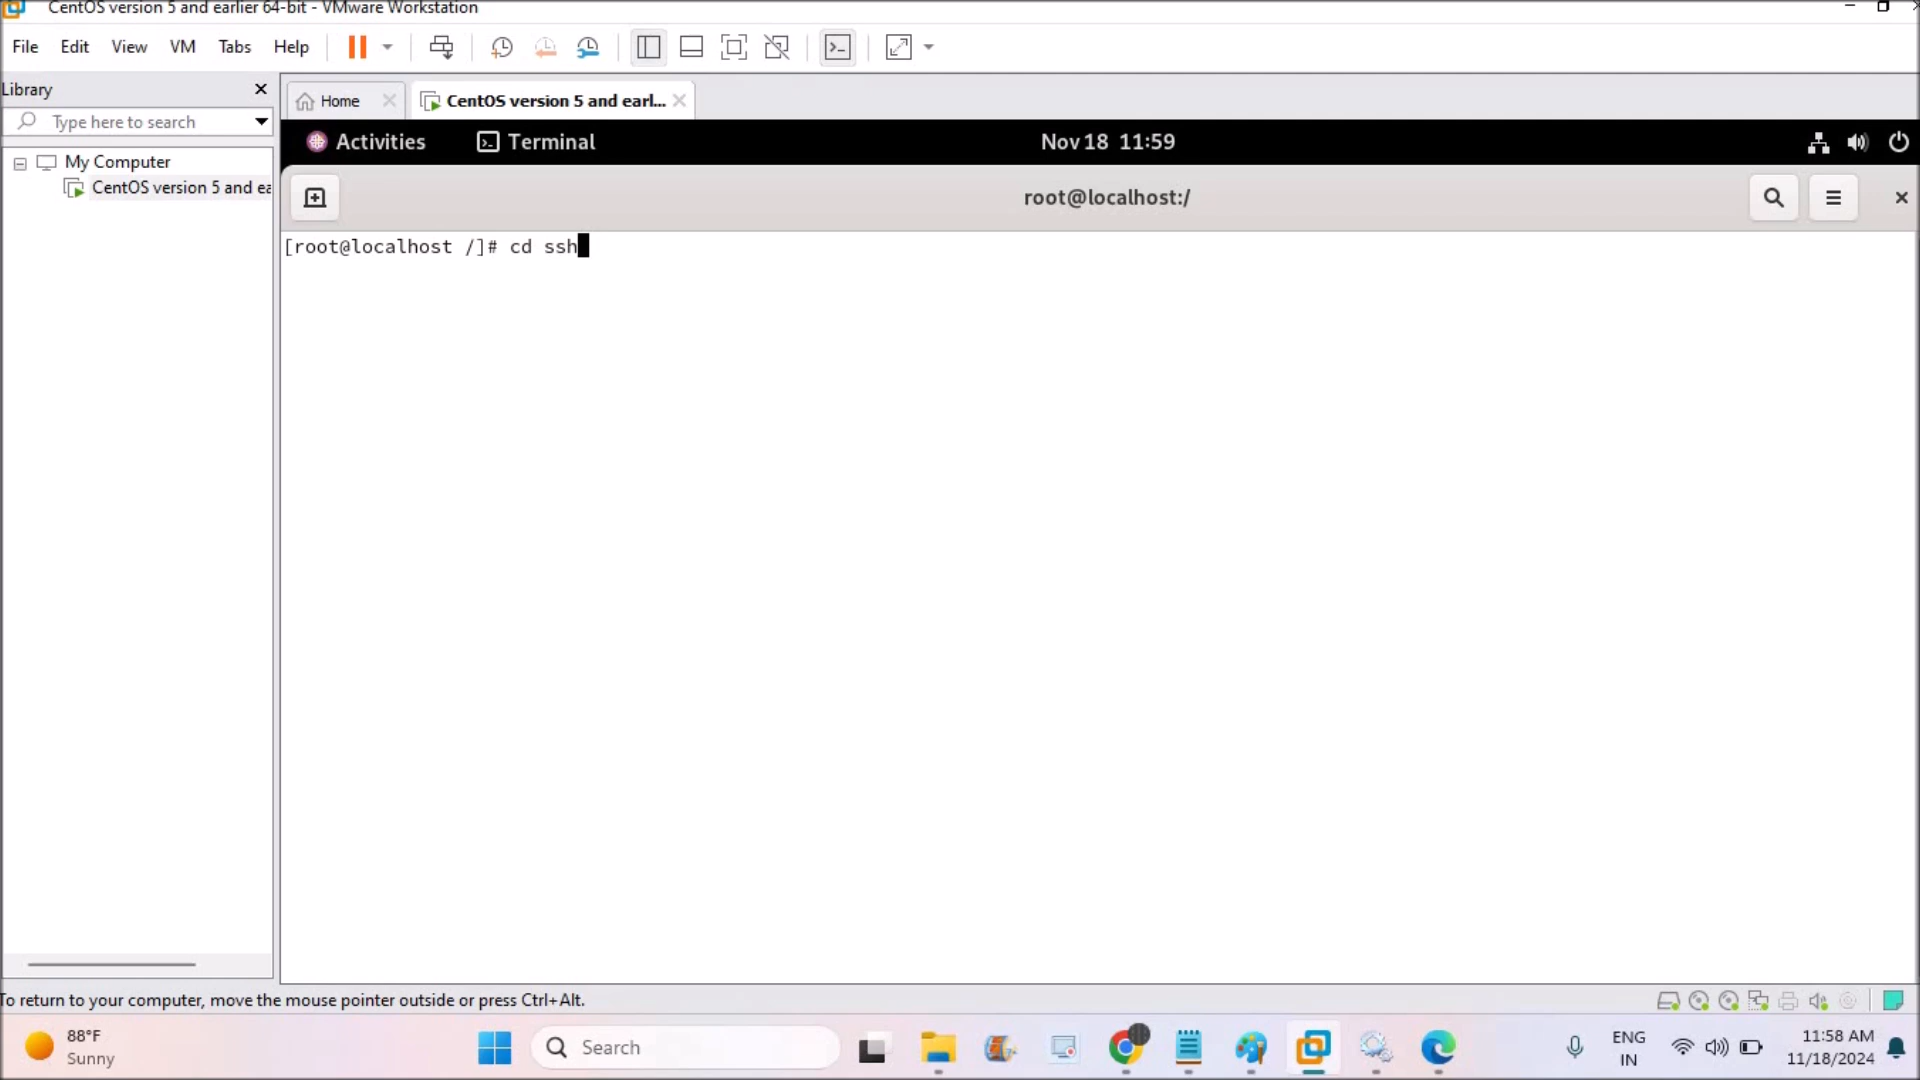 CentOS version 5 and earlier 64-bit - VMware Workstation
File Edit View VM Tabs Help
Library
Home
CentOS version 5 and earl...
Type here to search
Activities
Terminal
Nov 18 11:59
My Computer
CentOS version 5 and ea
root@localhost:/
[root@localhost /]# cd ssh
To return to your computer, move the mouse pointer outside or press Ctrl+Alt.
88°F
Sunny
Search
ENG
IN
11:58 AM
11/18/2024